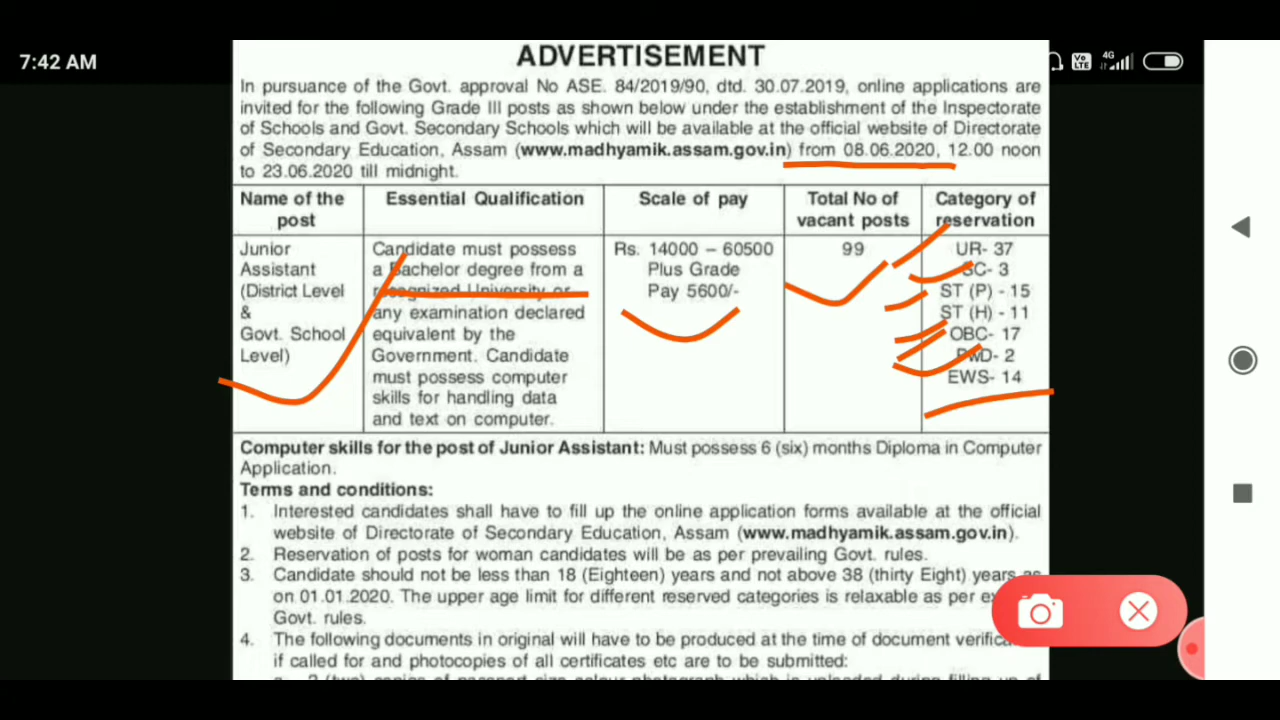 7:42 AM
Vo LTE 4G
ADVERTISEMENT
In pursuance of the Govt. approval No ASE. 84/2019/90, dtd. 30.07.2019, online applications are
invited for the following Grade III posts as shown below under the establishment of the Inspectorate
of Schools and Govt. Secondary Schools which will be available at the official website of Directorate
of Secondary Education, Assam (www.madhyamik.assam.gov.in) from 08.06.2020, 12.00 noon
to 23.06.2020 till midnight.
Name of the post
Essential Qualification
Scale of pay
Total No of vacant posts
Category of reservation
Junior
Assistant
(District Level
&
Govt. School
Level)
Candidate must possess
a Bachelor degree from a
recognized University or
any examination declared
equivalent by the
Government. Candidate
must possess computer
skills for handling data
and text on computer.
Rs. 14000 – 60500
Plus Grade
Pay 5600/-
99
UR- 37
SC- 3
ST (P) - 15
ST (H) - 11
OBC- 17
PwD- 2
EWS- 14
Computer skills for the post of Junior Assistant: Must possess 6 (six) months Diploma in Computer
Application.
Terms and conditions:
1. Interested candidates shall have to fill up the online application forms available at the official
website of Directorate of Secondary Education, Assam (www.madhyamik.assam.gov.in).
2. Reservation of posts for woman candidates will be as per prevailing Govt. rules.
3. Candidate should not be less than 18 (Eighteen) years and not above 38 (thirty Eight) years as
on 01.01.2020. The upper age limit for different reserved categories is relaxable as per
Govt. rules.
4. The following documents in original will have to be produced at the time of document
if called for and photocopies of all certificates etc are to be submitted: